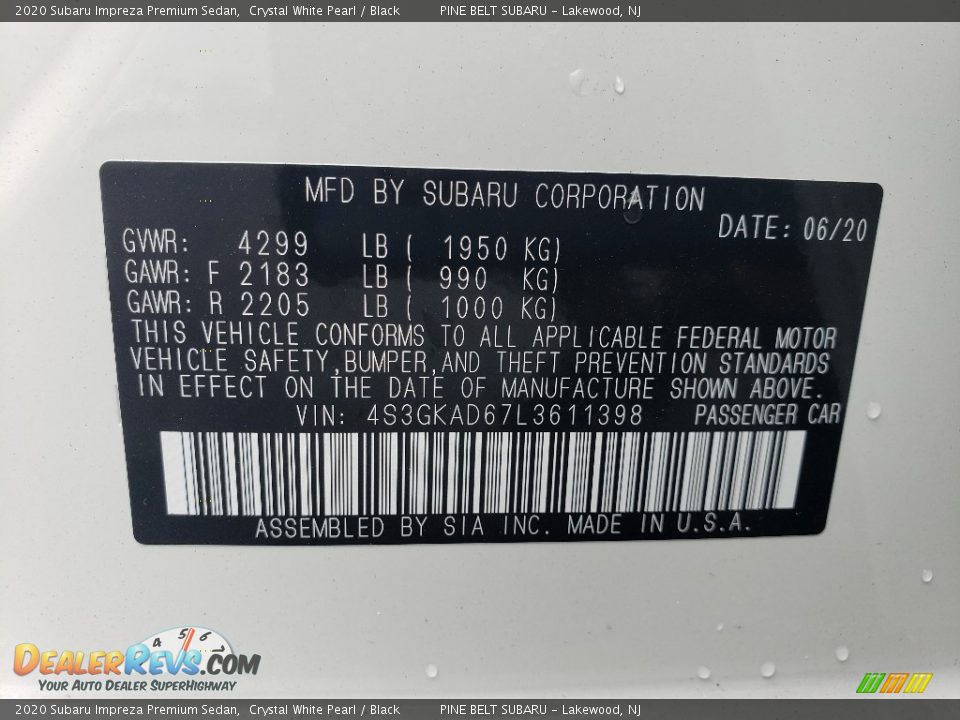 2020 Subaru Impreza Premium Sedan, Crystal White Pearl / Black PINE BELT SUBARU - Lakewood, NJ
MFD BY SUBARU CORPORATION
DATE: 06/20
GVWR: 4299 LB ( 1950 KG)
GAWR: F 2183 LB ( 990 KG)
GAWR: R 2205 LB ( 1000 KG)
THIS VEHICLE CONFORMS TO ALL APPLICABLE FEDERAL MOTOR
VEHICLE SAFETY,BUMPER,AND THEFT PREVENTION STANDARDS
IN EFFECT ON THE DATE OF MANUFACTURE SHOWN ABOVE.
VIN: 4S3GKAD67L3611398 PASSENGER CAR
ASSEMBLED BY SIA INC. MADE IN U.S.A.
4 5 6 7
DEALERREVS.COM
YOUR AUTO DEALER SUPERHIGHWAY
2020 Subaru Impreza Premium Sedan, Crystal White Pearl / Black PINE BELT SUBARU - Lakewood, NJ